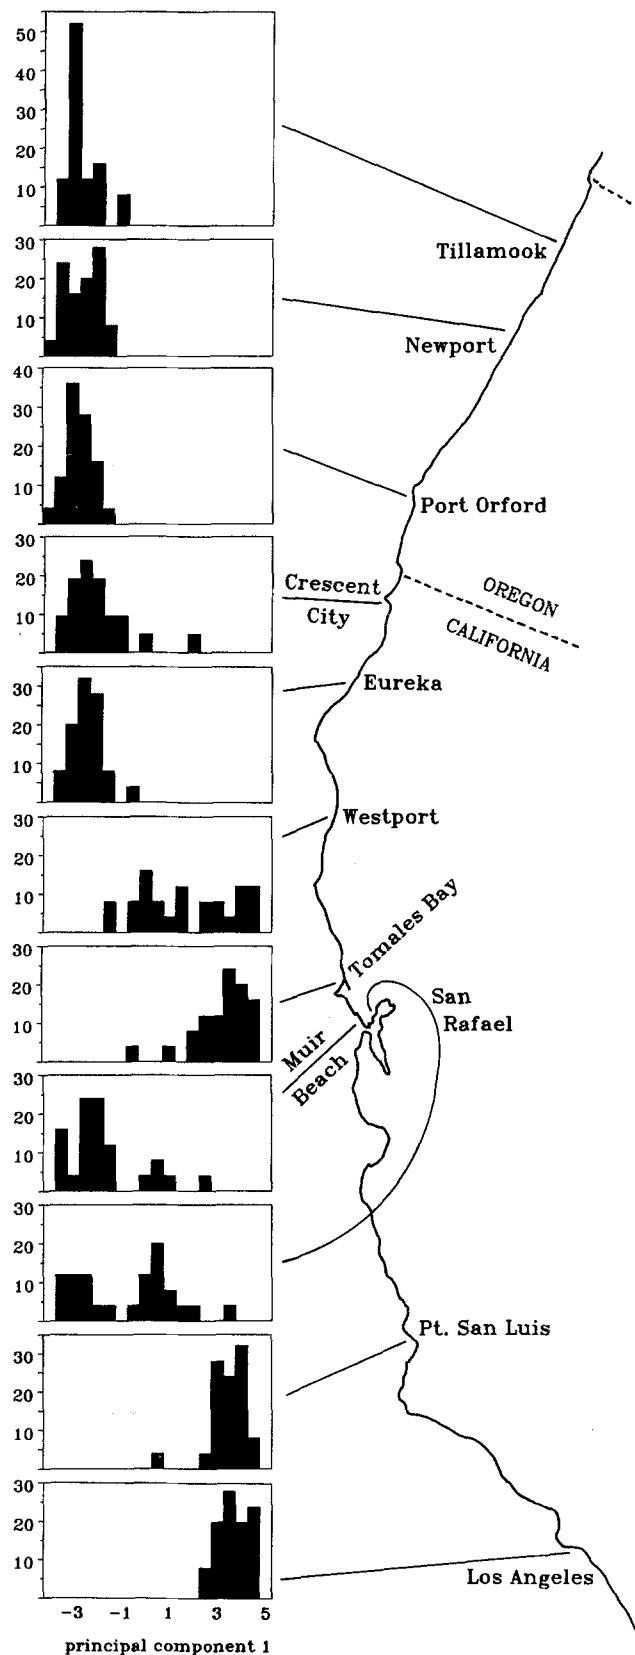 50
40
30
20
10
Tillamook
30
20
10
Newport
40
30
20
10
Port Orford
30
20
10
Crescent
City
OREGON
CALIFORNIA
30
20
10
Eureka
30
20
10
Westport
30
20
10
Tomales Bay
San
Rafael
Muir
Beach
30
20
10
30
20
10
Pt. San Luis
30
20
10
30
20
10
Los Angeles
-3 -1 1 3 5
principal component 1